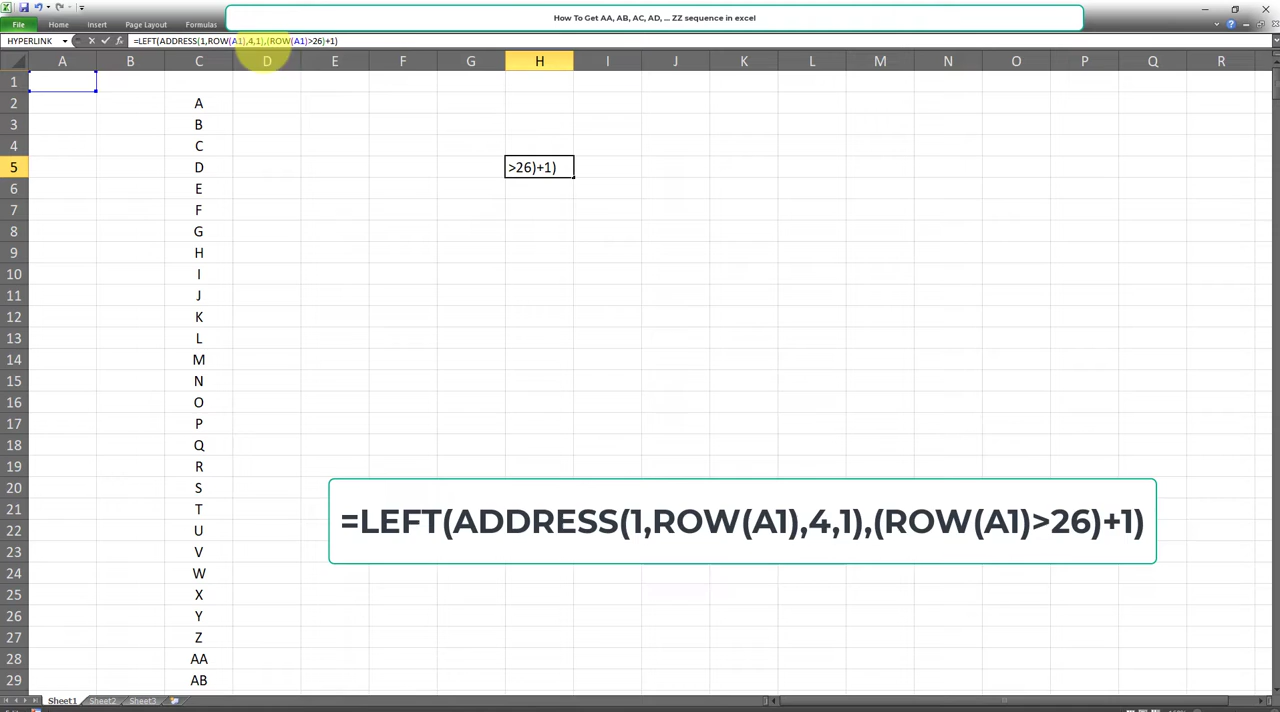 How To Get AA, AB, AC, AD, ... ZZ sequence in excel
File Home Insert Page Layout Formulas
HYPERLINK fx =LEFT(ADDRESS(1,ROW(A1),4,1),(ROW(A1)>26)+1)
A B C D E F G H I J K L M N O P Q R
1
2 A
3 B
4 C
5 D >26)+1)
6 E
7 F
8 G
9 H
10 I
11 J
12 K
13 L
14 M
15 N
16 O
17 P
18 Q
19 R
20 S
21 T
=LEFT(ADDRESS(1,ROW(A1),4,1),(ROW(A1)>26)+1)
22 U
23 V
24 W
25 X
26 Y
27 Z
28 AA
29 AB
Sheet1 Sheet2 Sheet3